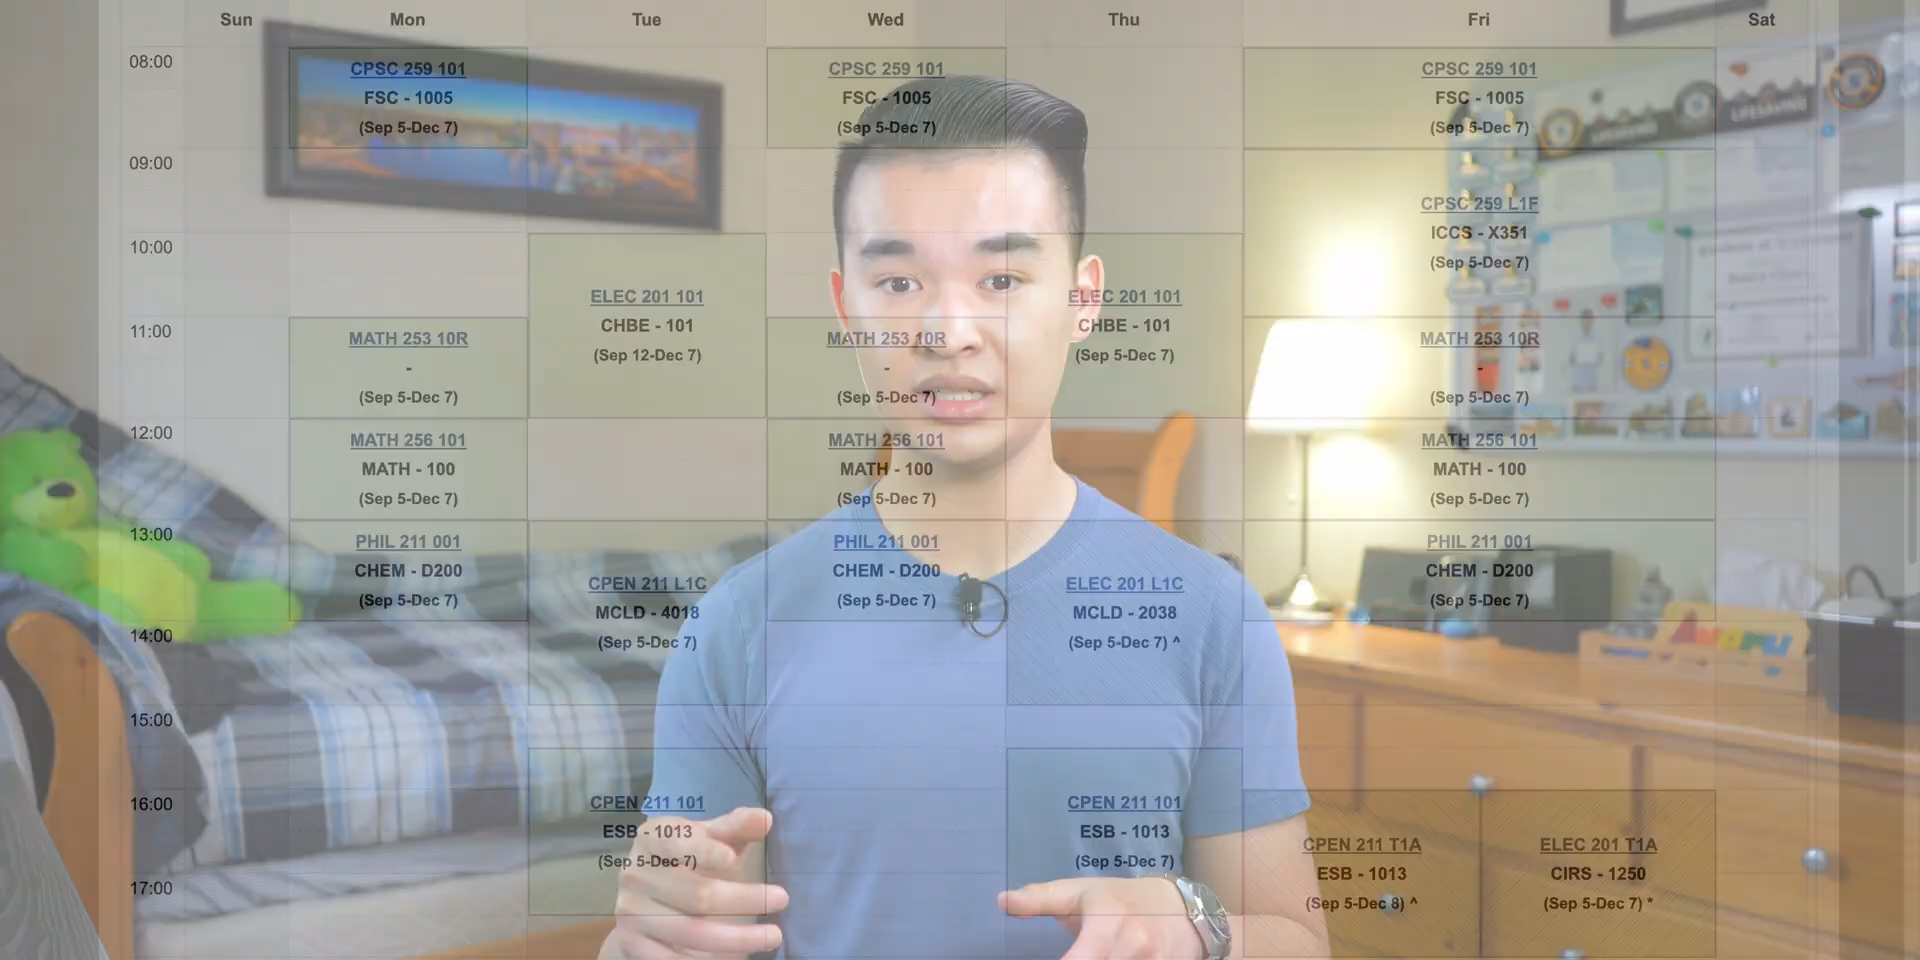 Sun Mon Tue Wed Thu Fri Sat
08:00
CPSC 259 101 CPSC 259 101 CPSC 259 101
FSC - 1005 FSC - 1005 FSC - 1005
(Sep 5-Dec 7) (Sep 5-Dec 7) (Sep 5-Dec 7)
LIFESAVING
09:00
CPSC 259 L1F
ICCS - X351
10:00
(Sep 5-Dec 7)
ELEC 201 101 ELEC 201 101
CHBE - 101 CHBE - 101
11:00
MATH 253 10R MATH 253 10R MATH 253 10R
(Sep 12-Dec 7) (Sep 5-Dec 7)
- - -
(Sep 5-Dec 7) (Sep 5-Dec 7) (Sep 5-Dec 7)
12:00
MATH 256 101 MATH 256 101 MATH 256 101
MATH - 100 MATH - 100 MATH - 100
(Sep 5-Dec 7) (Sep 5-Dec 7) (Sep 5-Dec 7)
13:00
PHIL 211 001 PHIL 211 001 PHIL 211 001
CHEM - D200 CHEM - D200 CHEM - D200
CPEN 211 L1C ELEC 201 L1C
(Sep 5-Dec 7) (Sep 5-Dec 7) (Sep 5-Dec 7)
MCLD - 4018 MCLD - 2038
14:00
(Sep 5-Dec 7) (Sep 5-Dec 7) ^
15:00
16:00
CPEN 211 101 CPEN 211 101
ESB - 1013 ESB - 1013
CPEN 211 T1A ELEC 201 T1A
(Sep 5-Dec 7) (Sep 5-Dec 7)
ESB - 1013 CIRS - 1250
17:00
(Sep 5-Dec 8) ^ (Sep 5-Dec 7) *